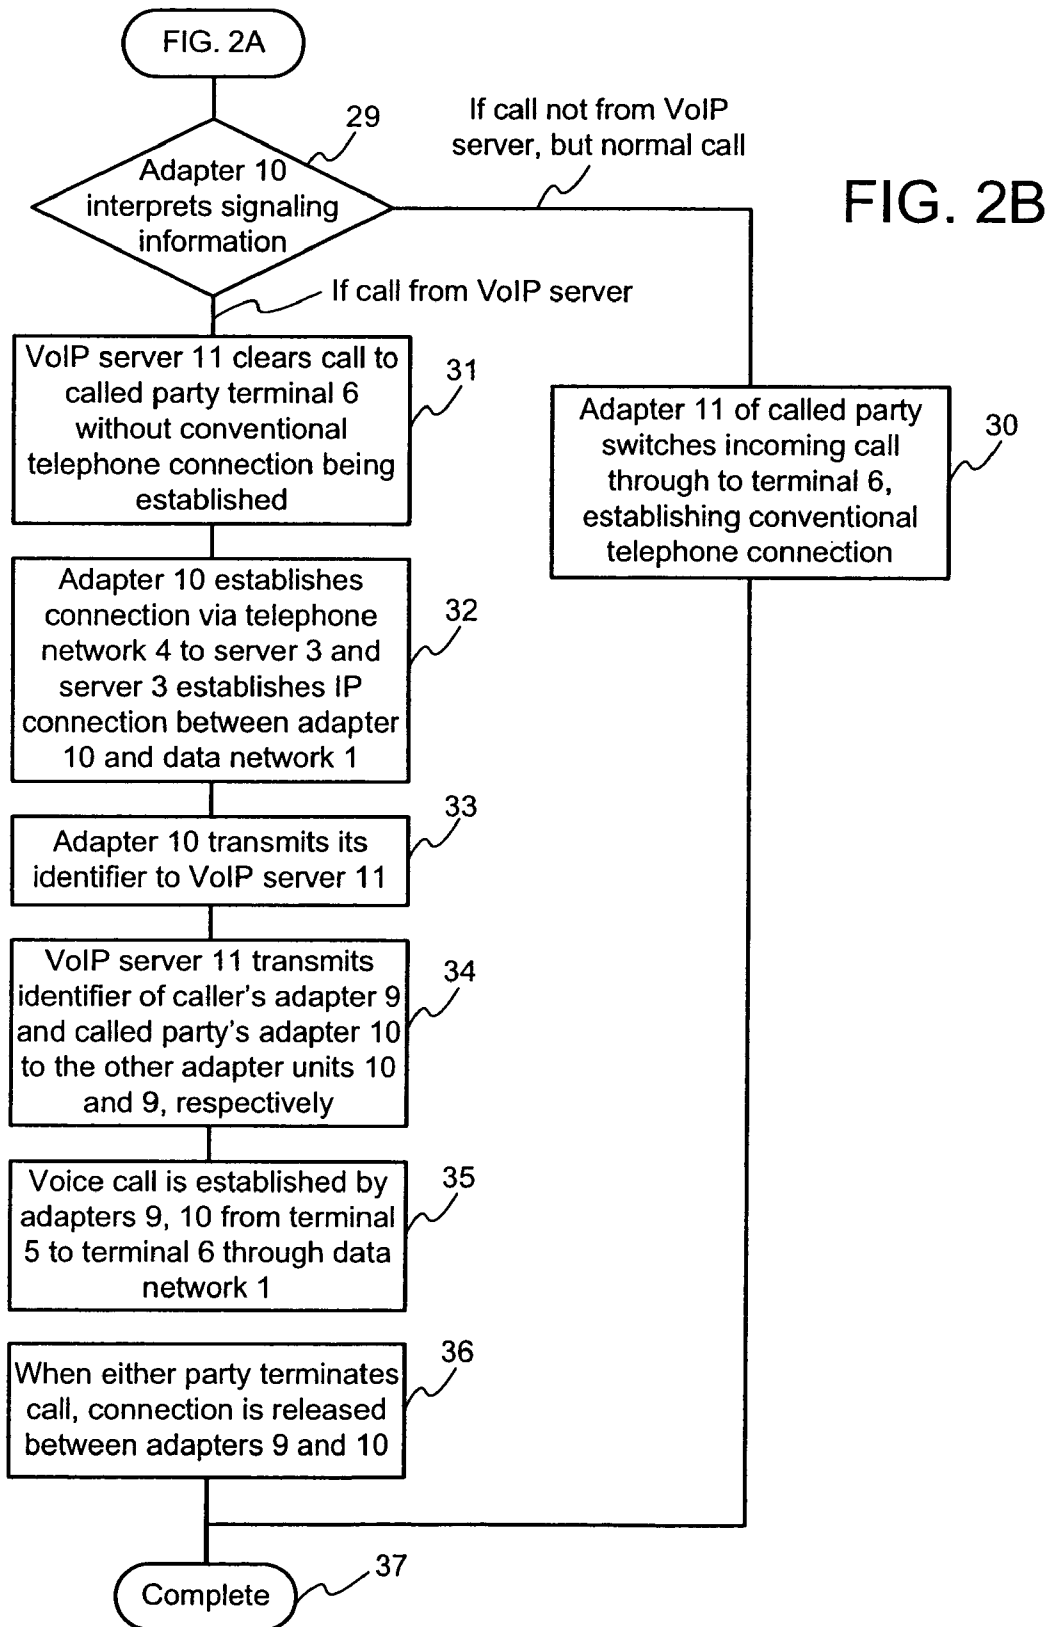 FIG. 2A
29
If call not from VoIP
server, but normal call
Adapter 10
interprets signaling
information
FIG. 2B
If call from VoIP server
VoIP server 11 clears call to
called party terminal 6
without conventional
telephone connection being
established
31
Adapter 11 of called party
switches incoming call
through to terminal 6,
establishing conventional
telephone connection
30
Adapter 10 establishes
connection via telephone
network 4 to server 3 and
server 3 establishes IP
connection between adapter
10 and data network 1
32
Adapter 10 transmits its
identifier to VoIP server 11
33
VoIP server 11 transmits
identifier of caller's adapter 9
and called party's adapter 10
to the other adapter units 10
and 9, respectively
34
Voice call is established by
adapters 9, 10 from terminal
5 to terminal 6 through data
network 1
35
When either party terminates
call, connection is released
between adapters 9 and 10
36
Complete
37